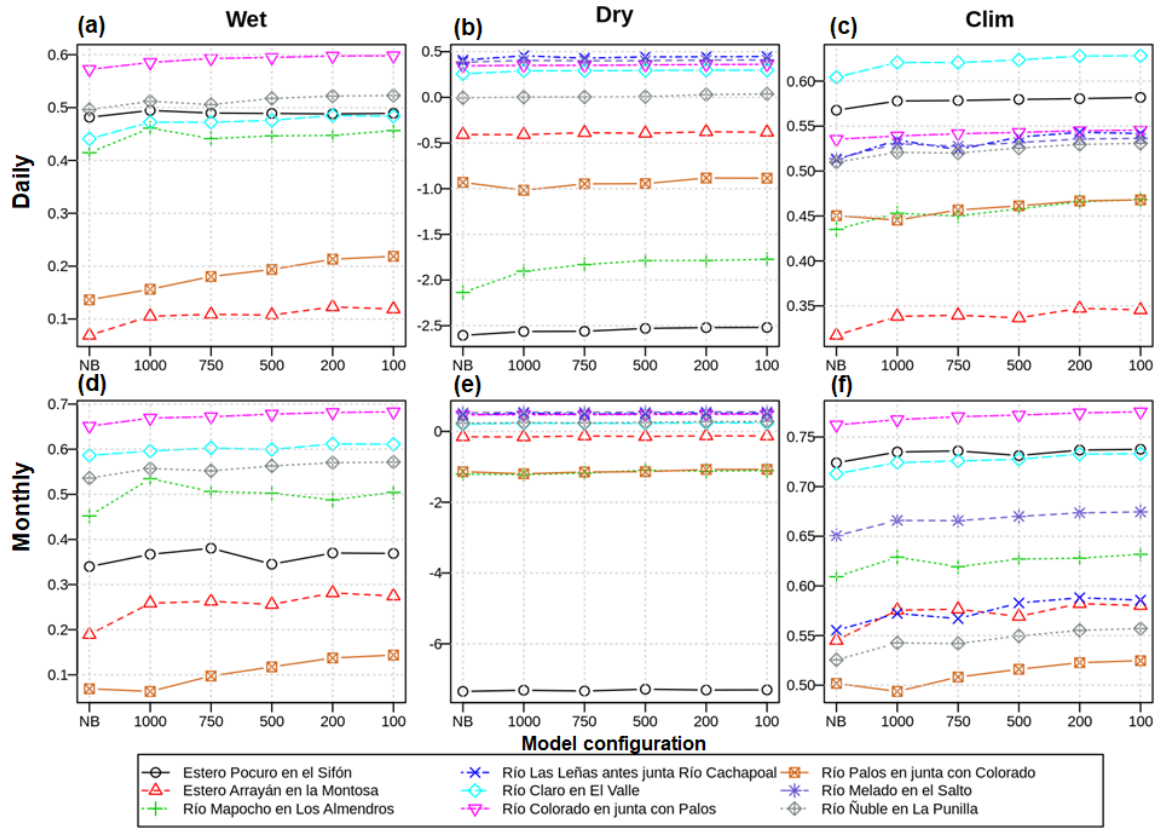 Wet
Dry
Clim
(a)
(b)
(c)
Daily
0.6
0.5
0.4
0.3
0.2
0.1
NB 1000 750 500 200 100
0.5
0.0
-0.5
-1.0
-1.5
-2.0
-2.5
NB 1000 750 500 200 100
0.60
0.55
0.50
0.45
0.40
0.35
NB 1000 750 500 200 100
(d)
(e)
(f)
Monthly
0.7
0.6
0.5
0.4
0.3
0.2
0.1
NB 1000 750 500 200 100
0
-2
-4
-6
NB 1000 750 500 200 100
0.75
0.70
0.65
0.60
0.55
0.50
NB 1000 750 500 200 100
Model configuration
Estero Pocuro en el Sifón
Estero Arrayán en la Montosa
Río Mapocho en Los Almendros
Río Las Leñas antes junta Río Cachapoal
Río Claro en El Valle
Río Colorado en junta con Palos
Río Palos en junta con Colorado
Río Melado en el Salto
Río Ñuble en La Punilla